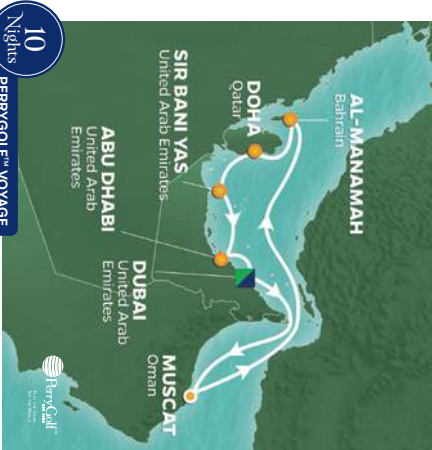 10
Nights
PERRYGOLF™ VOYAGE
AL-MANAMAH
Bahrain
DOHA
Qatar
SIR BANI YAS
United Arab Emirates
ABU DHABI
United Arab
Emirates
DUBAI
United Arab
Emirates
MUSCAT
Oman
PerryGolf™